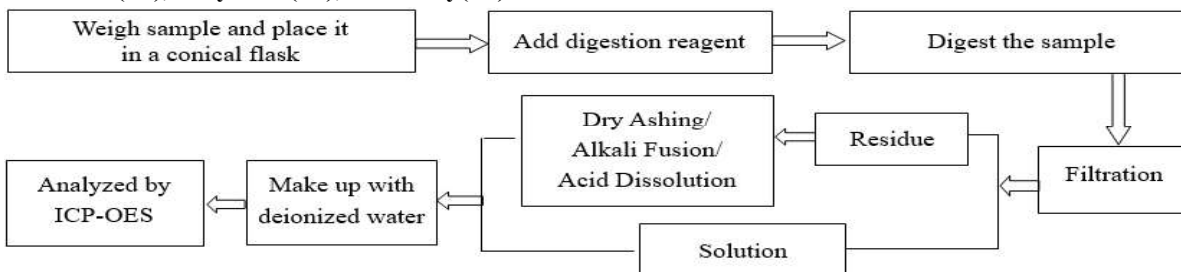 Weigh sample and place it
in a conical flask
Add digestion reagent
Digest the sample
Filtration
Residue
Dry Ashing/
Alkali Fusion/
Acid Dissolution
Solution
Make up with
deionized water
Analyzed by
ICP-OES